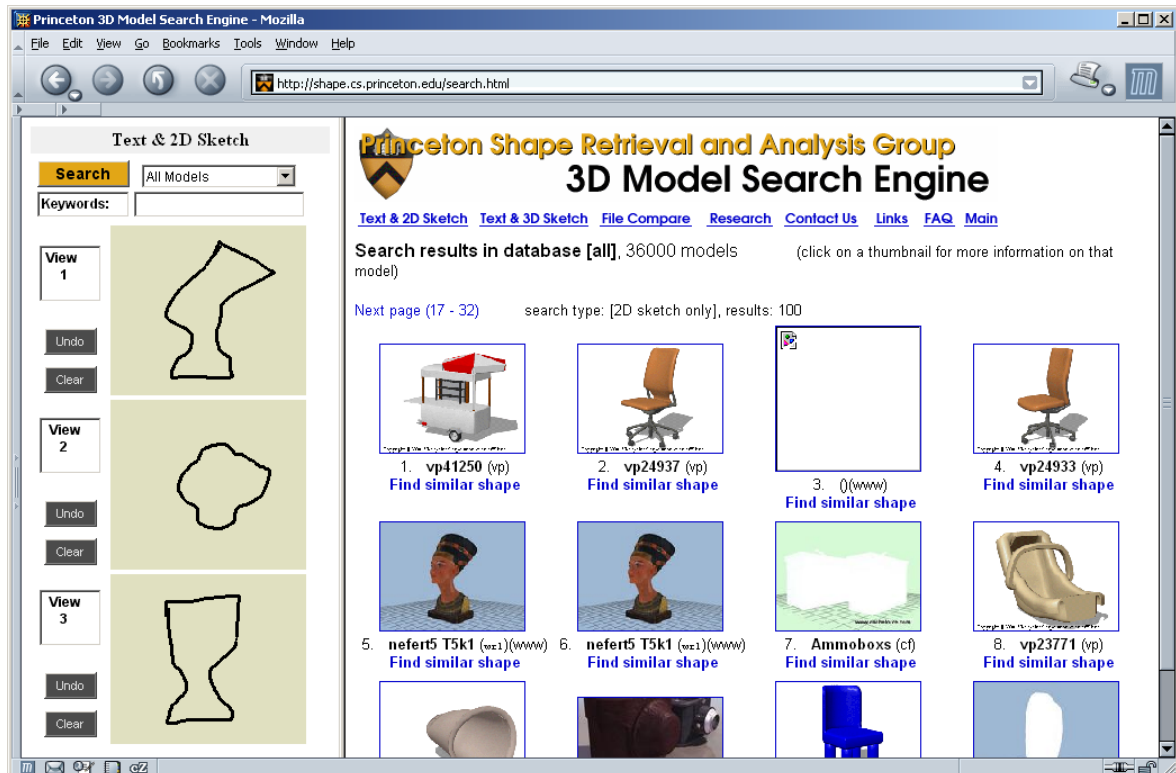 Princeton 3D Model Search Engine - Mozilla
File Edit View Go Bookmarks Tools Window Help
http://shape.cs.princeton.edu/search.html
Text & 2D Sketch
Search All Models
Keywords:
View
1
Undo
Clear
View
2
Undo
Clear
View
3
Undo
Clear
Princeton Shape Retrieval and Analysis Group
3D Model Search Engine
Text & 2D Sketch Text & 3D Sketch File Compare Research Contact Us Links FAQ Main
Search results in database [all], 36000 models (click on a thumbnail for more information on that
model)
Next page (17 - 32) search type: [2D sketch only], results: 100
1. vp41250 (vp)
Find similar shape
2. vp24937 (vp)
Find similar shape
3. ()(www)
Find similar shape
4. vp24933 (vp)
Find similar shape
5. nefert5 T5k1 (wrl)(www)
Find similar shape
6. nefert5 T5k1 (wrl)(www)
Find similar shape
7. Ammoboxs (cf)
Find similar shape
8. vp23771 (vp)
Find similar shape